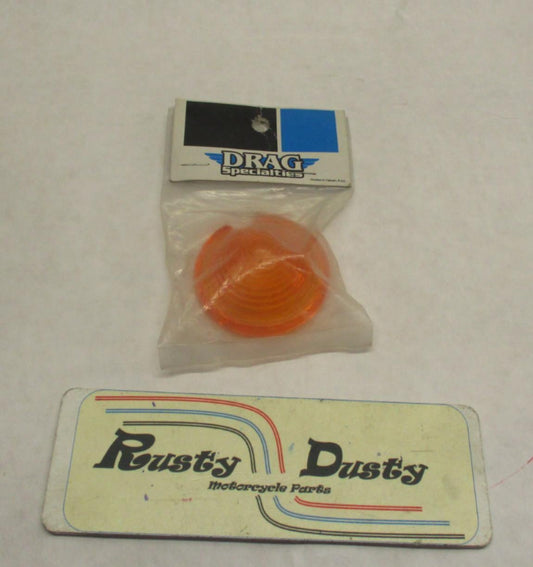 DRAG
Specialties
Rusty Dusty
Motorcycle Parts